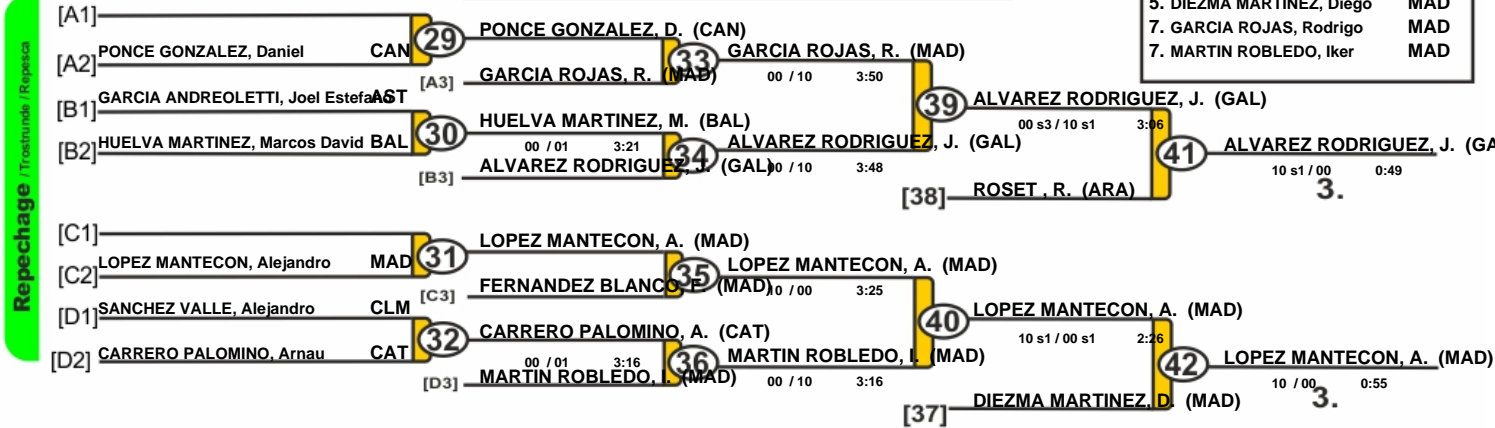 Repechage / Trostrunde / Repesca
5. DIEZMA MARTINEZ, Diego MAD
7. GARCIA ROJAS, Rodrigo MAD
7. MARTIN ROBLEDO, Iker MAD
[A1]
[A2] PONCE GONZALEZ, Daniel CAN
29
PONCE GONZALEZ, D. (CAN)
[A3] GARCIA ROJAS, R. (MAD)
33
GARCIA ROJAS, R. (MAD)
00 / 10 3:50
[B1] GARCIA ANDREOLETTI, Joel Estefano AST
[B2] HUELVA MARTINEZ, Marcos David BAL
30
HUELVA MARTINEZ, M. (BAL)
00 / 01 3:21
[B3] ALVAREZ RODRIGUEZ, J. (GAL)
34
ALVAREZ RODRIGUEZ, J. (GAL)
00 / 10 3:48
39
ALVAREZ RODRIGUEZ, J. (GAL)
00 s3 / 10 s1 3:06
[38] ROSET , R. (ARA)
41
ALVAREZ RODRIGUEZ, J. (GA
10 s1 / 00 0:49
3.
[C1]
[C2] LOPEZ MANTECON, Alejandro MAD
31
LOPEZ MANTECON, A. (MAD)
[C3] FERNANDEZ BLANCO, F. (MAD)
35
LOPEZ MANTECON, A. (MAD)
10 / 00 3:25
[D1] SANCHEZ VALLE, Alejandro CLM
[D2] CARRERO PALOMINO, Arnau CAT
32
CARRERO PALOMINO, A. (CAT)
00 / 01 3:16
[D3] MARTIN ROBLEDO, I. (MAD)
36
MARTIN ROBLEDO, I. (MAD)
00 / 10 3:16
40
LOPEZ MANTECON, A. (MAD)
10 s1 / 00 s1 2:26
[37] DIEZMA MARTINEZ, D. (MAD)
42
LOPEZ MANTECON, A. (MAD)
10 / 00 0:55
3.